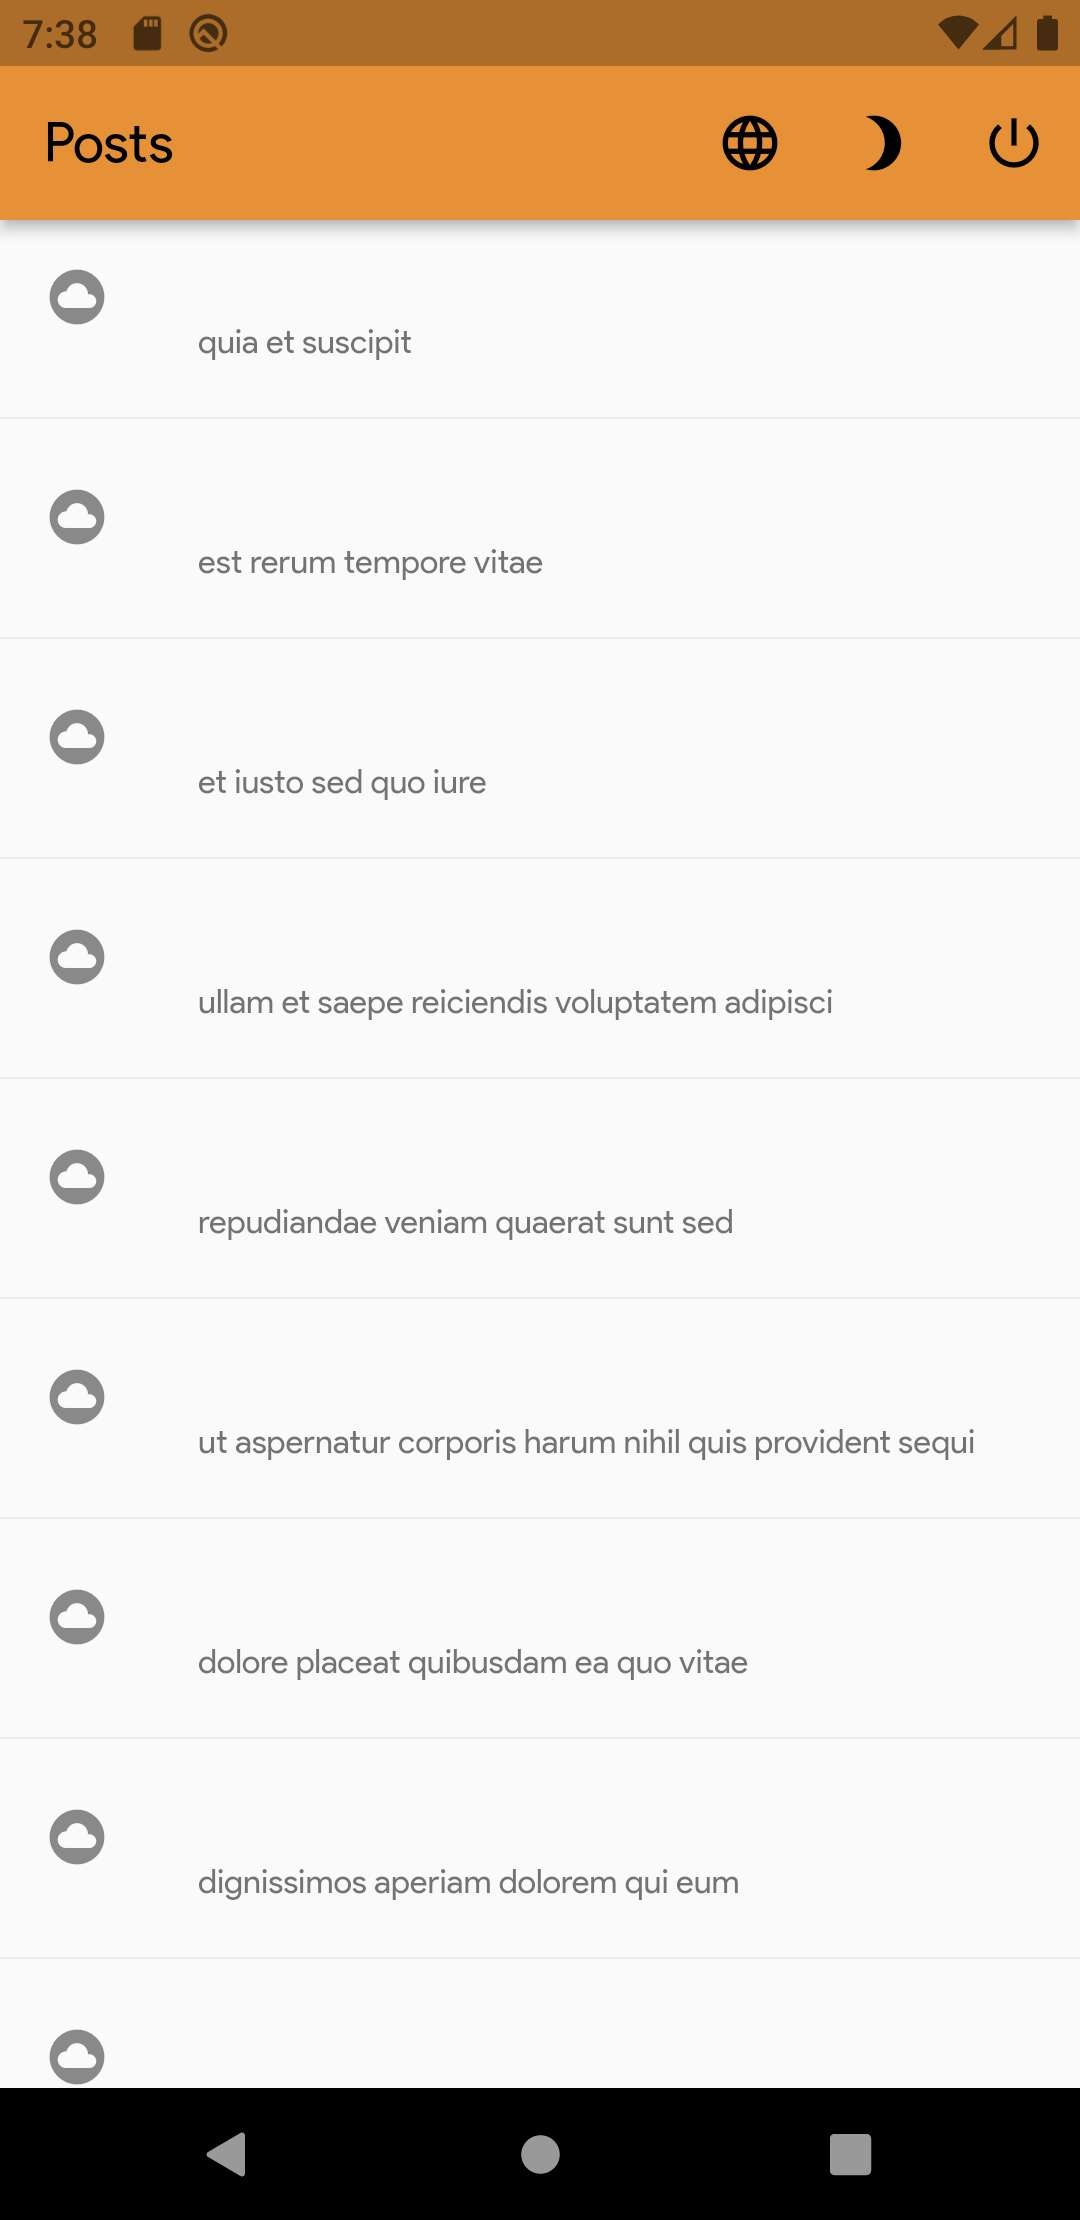 7:38
Posts
quia et suscipit
est rerum tempore vitae
et iusto sed quo iure
ullam et saepe reiciendis voluptatem adipisci
repudiandae veniam quaerat sunt sed
ut aspernatur corporis harum nihil quis provident sequi
dolore placeat quibusdam ea quo vitae
dignissimos aperiam dolorem qui eum